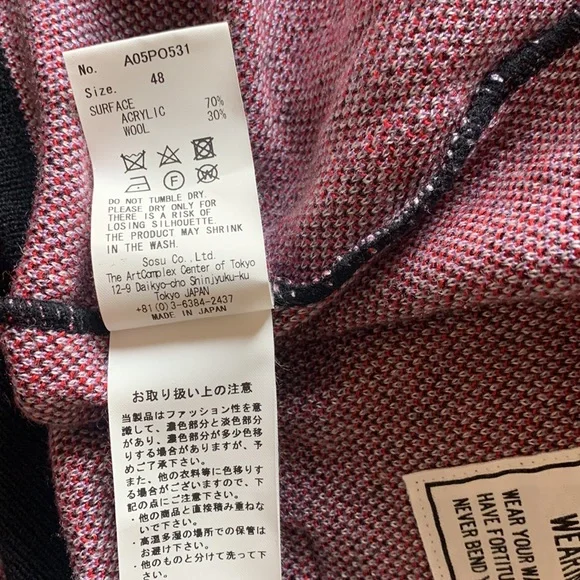 No. A05PO531
Size. 48
SURFACE ACRYLIC 70%
WOOL 30%
F W
DO NOT TUMBLE DRY.
PLEASE DRY ONLY FOR
THERE IS A RISK OF
LOSING SILHOUETTE.
THE PRODUCT MAY SHRINK
IN THE WASH.
Sosu Co.,Ltd.
The ArtComplex Center of Tokyo
12-9 Daikyo-cho Shinjyuku-ku
Tokyo JAPAN
+81(0)3-6384-2437
MADE IN JAPAN
お取り扱い上の注意
当製品はファッション性を意
識して、濃色部分と淡色部分
があり、濃色部分が多少色移
りする場合がありますが、予
めご了承下さい。
また、他の衣料等に色移りす
る場合がございますので、下
記の点にご注意下さい。
・他の商品と直接積み重ねな
いで下さい。
・高温多湿の場所での保管は
お避け下さい。
・他のものと分けて洗って下
さい。
WEAR
WEAR YOUR W
HAVE FORTITU
NEVER BEND